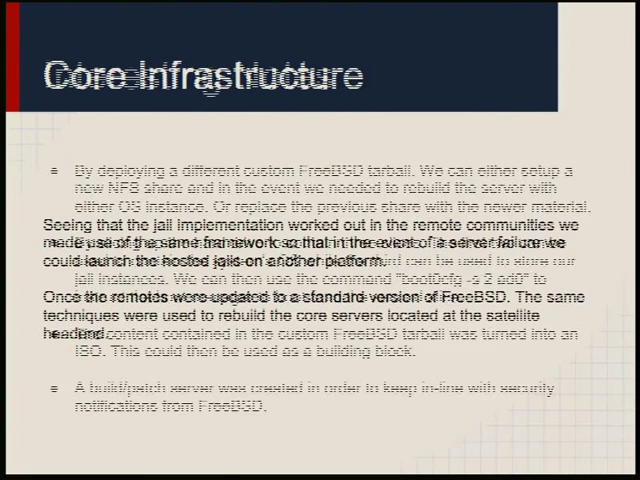 Core Infrastructure
By deploying a different custom FreeBSD tarball. We can either setup a
new NFS share and in the event we needed to rebuild the server with
either OS instance. Or replace the previous share with the newer material.
Seeing that the jail implementation worked out in the remote communities we
made use of the same framework so that in the event of a server failure we
could launch the hosted jails on another platform.
can be used to store our
jail instances. We can then use the command "boot0cfg -s 2 ad0" to
Once the remotes were updated to a standard version of FreeBSD. The same
techniques were used to rebuild the core servers located at the satellite
headend.
content contained in the custom FreeBSD tarball was turned into an
ISO. This could then be used as a building block.
A build/patch server was created in order to keep in-line with security
notifications from FreeBSD.